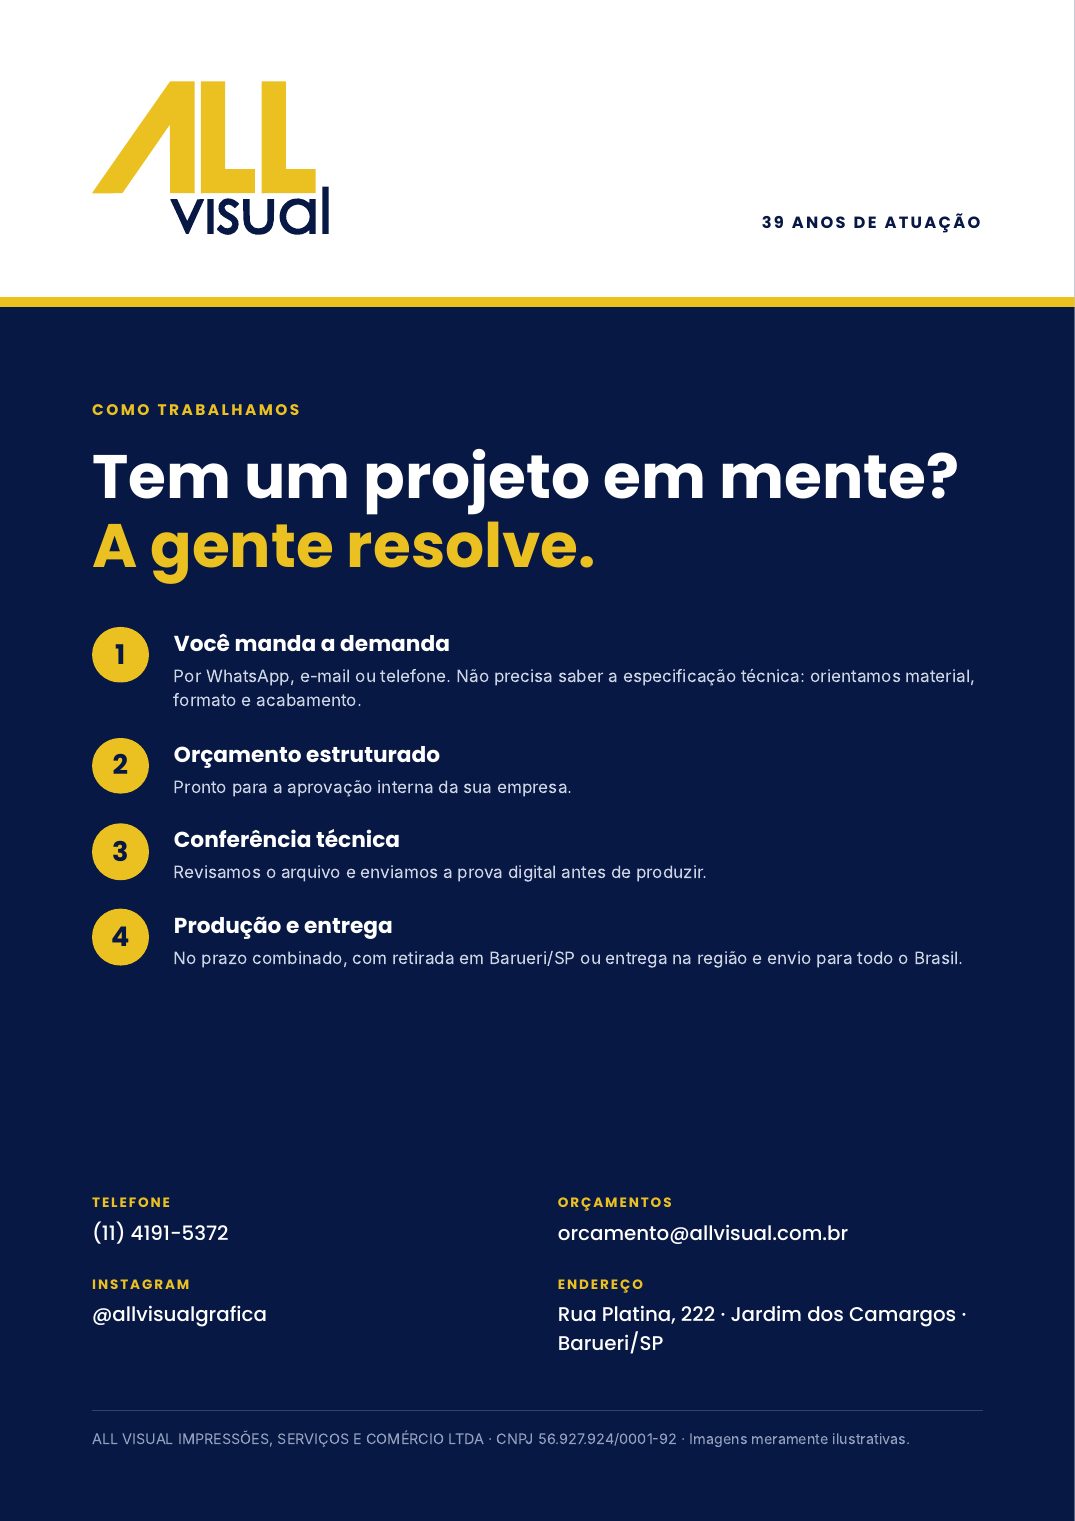 ALL
visual
39 ANOS DE ATUAÇÃO
COMO TRABALHAMOS
Tem um projeto em mente?
A gente resolve.
1
Você manda a demanda
Por WhatsApp, e-mail ou telefone. Não precisa saber a especificação técnica: orientamos material,
formato e acabamento.
2
Orçamento estruturado
Pronto para a aprovação interna da sua empresa.
3
Conferência técnica
Revisamos o arquivo e enviamos a prova digital antes de produzir.
4
Produção e entrega
No prazo combinado, com retirada em Barueri/SP ou entrega na região e envio para todo o Brasil.
TELEFONE
(11) 4191-5372
ORÇAMENTOS
orcamento@allvisual.com.br
INSTAGRAM
@allvisualgrafica
ENDEREÇO
Rua Platina, 222 · Jardim dos Camargos ·
Barueri/SP
ALL VISUAL IMPRESSÕES, SERVIÇOS E COMÉRCIO LTDA · CNPJ 56.927.924/0001-92 · Imagens meramente ilustrativas.